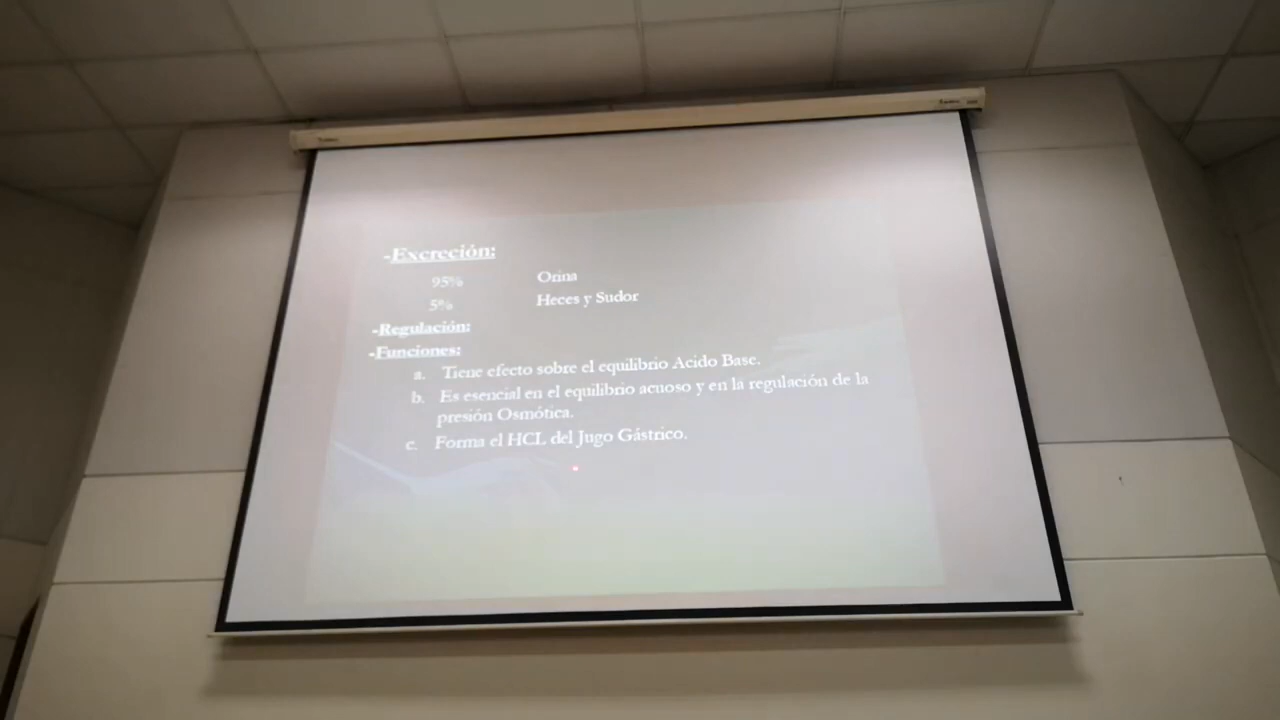 -Excreción:
95% Orina
5% Heces y Sudor
-Regulación:
-Funciones:
a. Tiene efecto sobre el equilibrio Acido Base.
b. Es esencial en el equilibrio acuoso y en la regulación de la
presión Osmótica.
c. Forma el HCL del Jugo Gástrico.